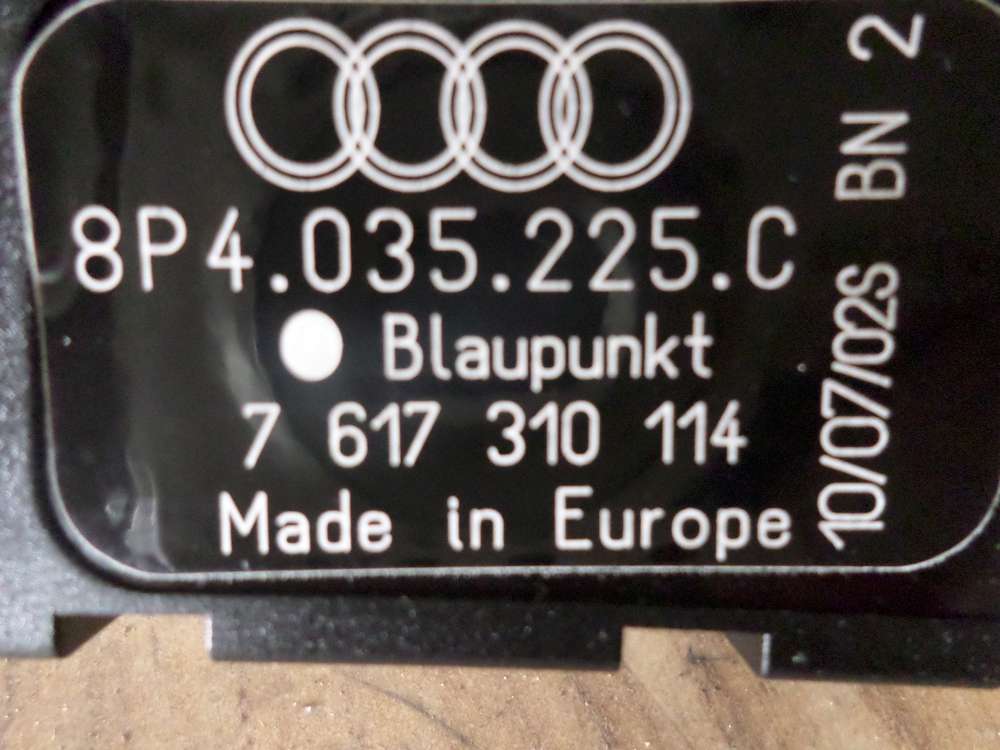 8P4.035.225.C
Blaupunkt
7 617 310 114
Made in Europe
10/07/02S BN 2